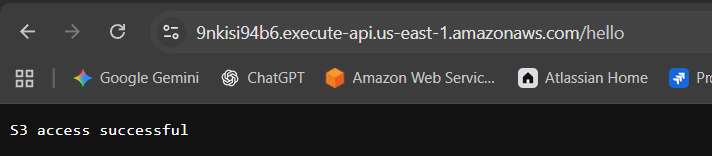 9nkisi94b6.execute-api.us-east-1.amazonaws.com/hello
Google Gemini ChatGPT Amazon Web Servic... Atlassian Home Pr
S3 access successful